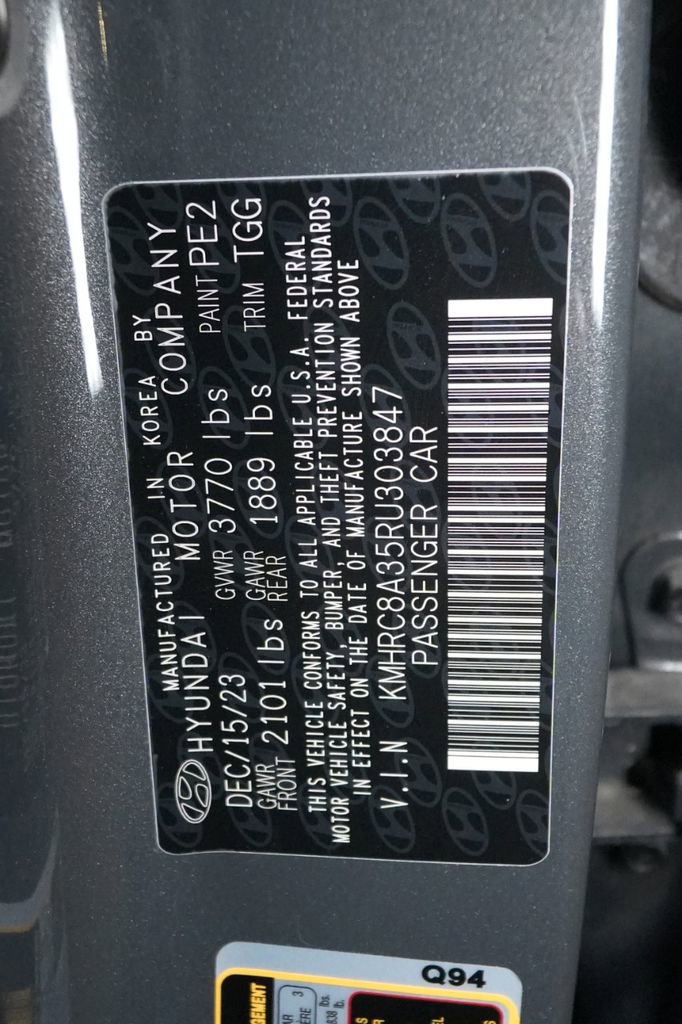 MANUFACTURED IN KOREA BY
HYUNDAI MOTOR COMPANY
DEC/15/23 GVWR 3770 lbs PAINT PE2
GAWR FRONT 2101 lbs GAWR REAR 1889 lbs TRIM TGG
THIS VEHICLE CONFORMS TO ALL APPLICABLE U.S.A. FEDERAL
MOTOR VEHICLE SAFETY, BUMPER, AND THEFT PREVENTION STANDARDS
IN EFFECT ON THE DATE OF MANUFACTURE SHOWN ABOVE
V.I.N KMHRC8A35RU303847
PASSENGER CAR
Q94
3